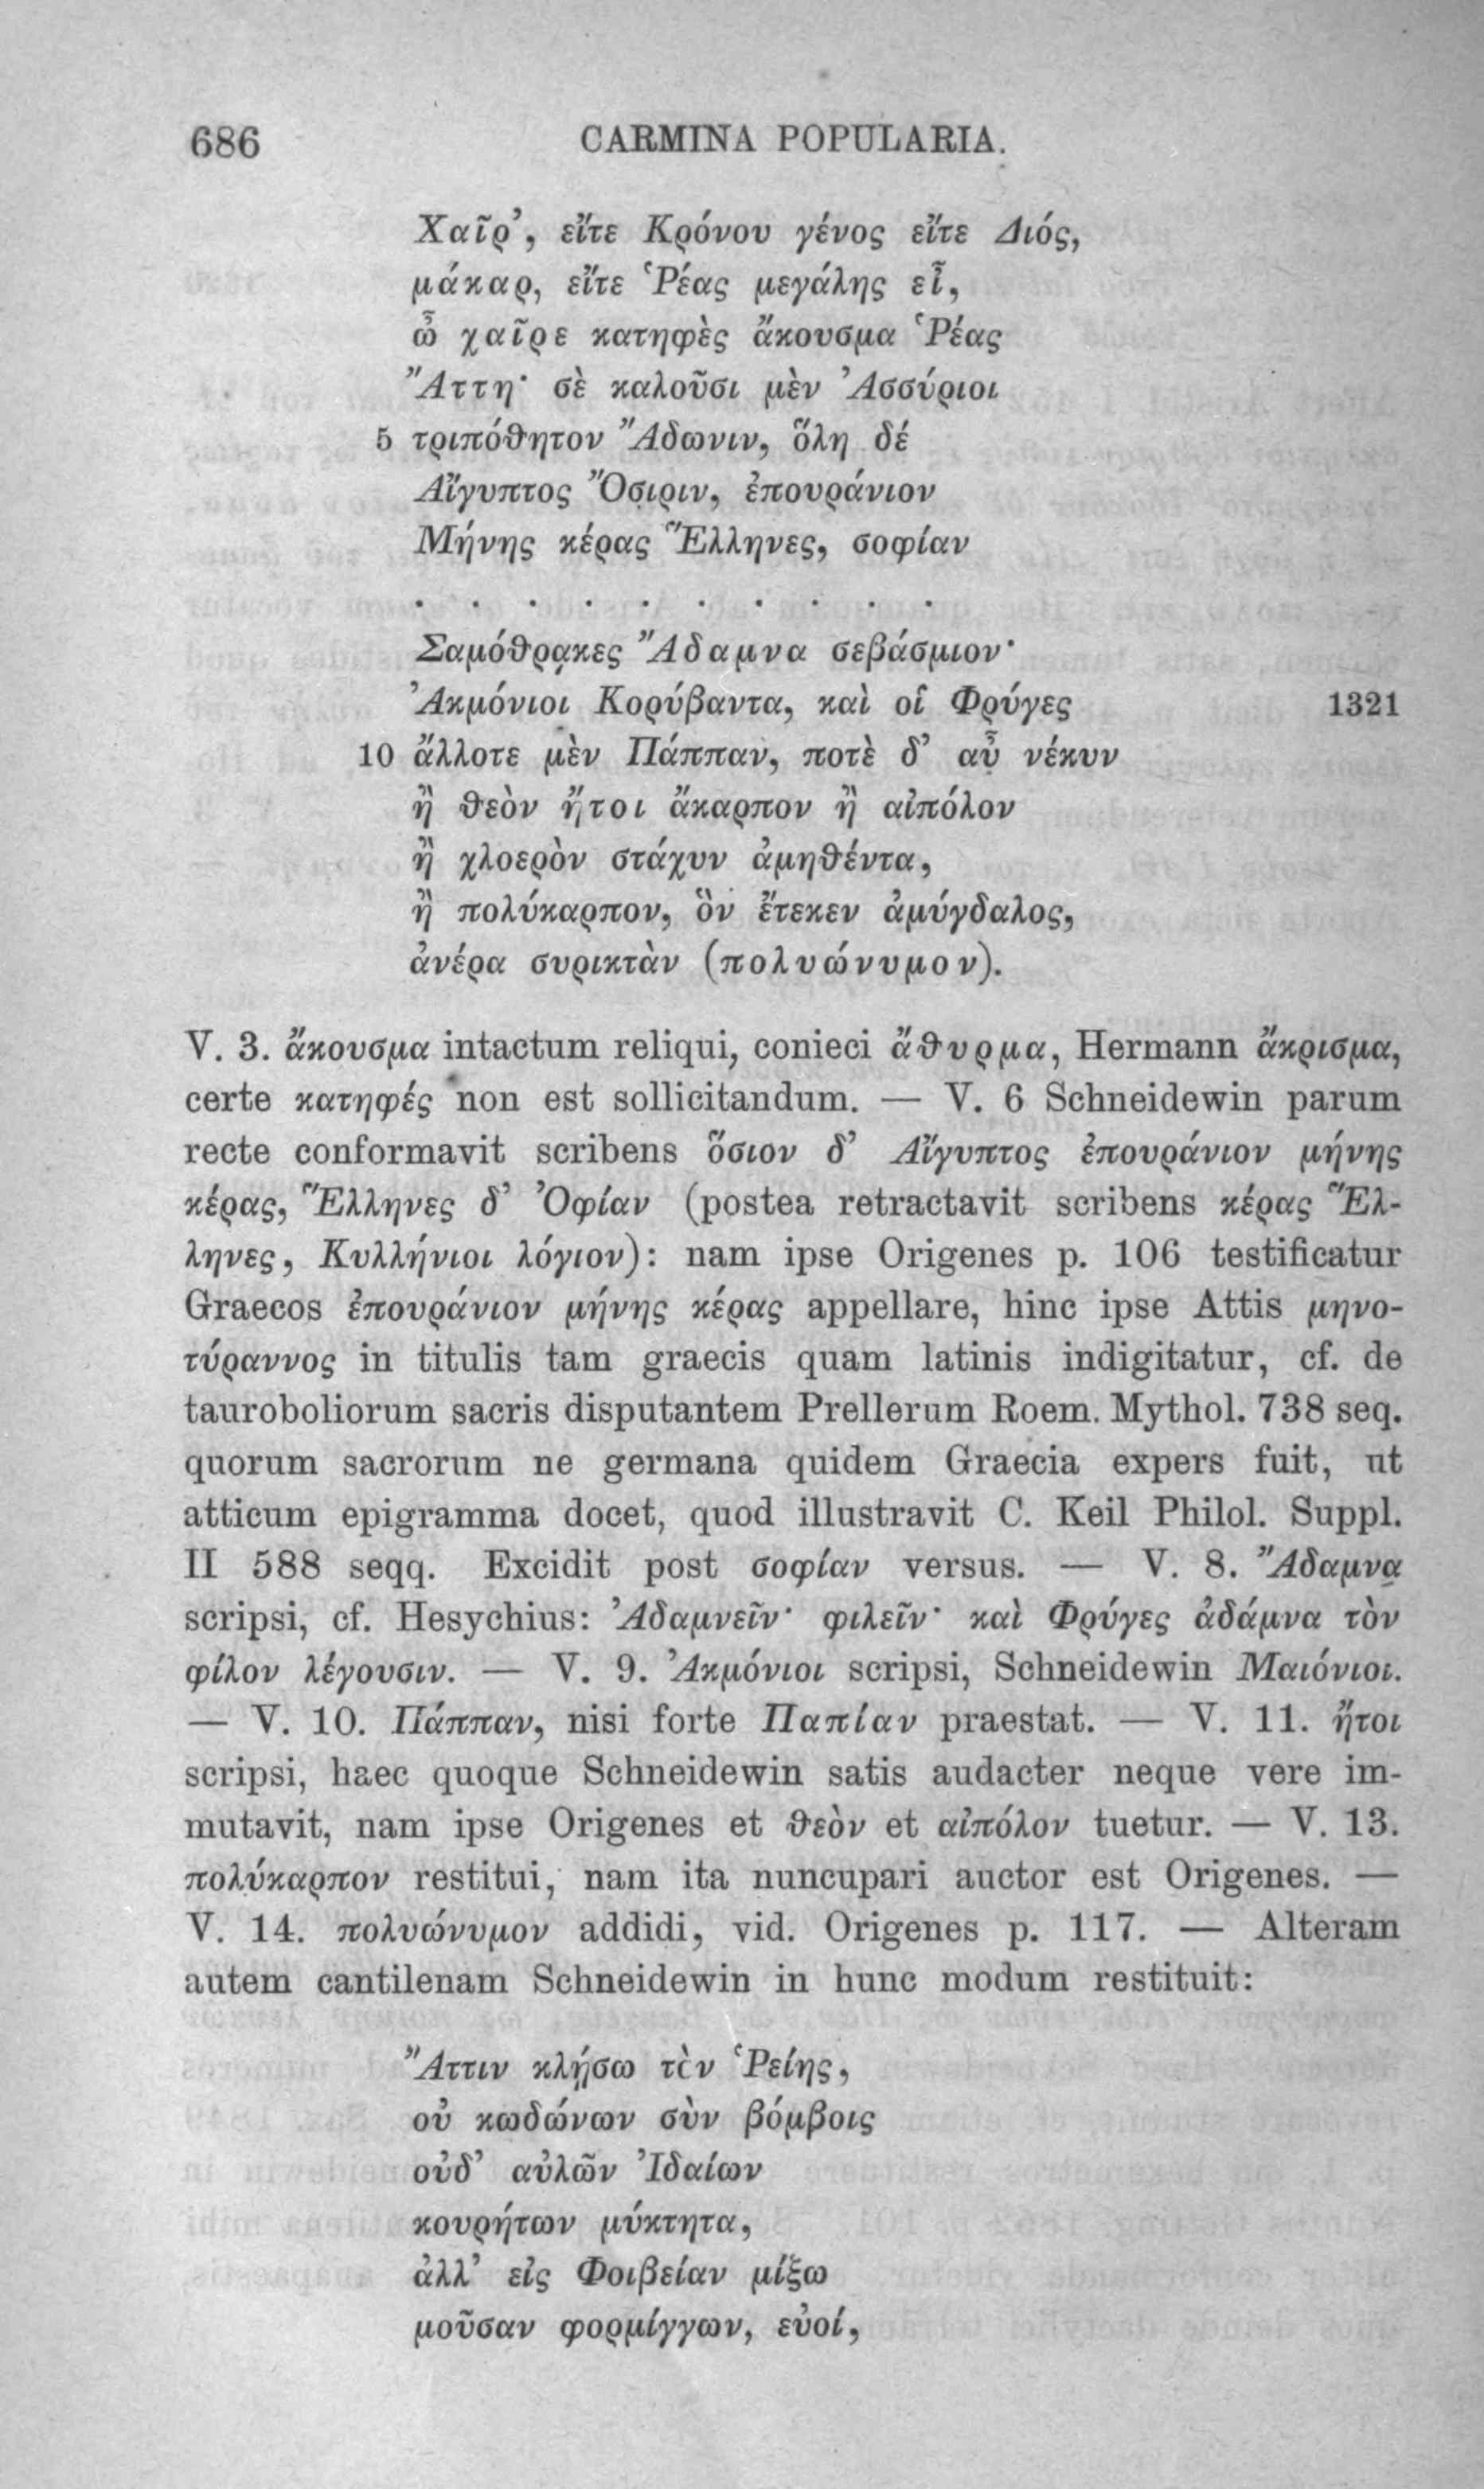 686 CARMINA POPULARIA.
Χαῖρ’, εἴτε Κρόνου γένος εἴτε Διός,
μάκαρ, εἴτε Ῥέας μεγάλης εἶ,
ὦ χαῖρε κατηφὲς ἄκουσμα Ῥέας
Ἄττη· σὲ καλοῦσι μὲν Ἀσσύριοι
5 τριπόθητον Ἄδωνιν, ὅλη δέ
Αἴγυπτος Ὄσιριν, ἐπουράνιον
Μήνης κέρας Ἕλληνες, σοφίαν
. . . . . . . . . .
Σαμόθρᾳκες Ἄδαμνα σεβάσμιον·
Ἀκμόνιοι Κορύβαντα, καὶ οἱ Φρύγες 1321
10 ἄλλοτε μὲν Πάππαν, ποτὲ δ’ αὖ νέκυν
ἢ θεὸν ἤτοι ἄκαρπον ἢ αἰπόλον
ἢ χλοερὸν στάχυν ἀμηθέντα,
ἢ πολύκαρπον, ὃν ἔτεκεν ἀμύγδαλος,
ἀνέρα συρικτὰν (πολυώνυμον).
V. 3. ἄκουσμα intactum reliqui, conieci ἄθυρμα, Hermann ἄκρισμα,
certe κατηφές non est sollicitandum. — V. 6 Schneidewin parum
recte conformavit scribens ὅσιον δ’ Αἴγυπτος ἐπουράνιον μήνης
κέρας, Ἕλληνες δ’ Ὀφίαν (postea retractavit scribens κέρας Ἕλ-
ληνες, Κυλλήνιοι λόγιον): nam ipse Origenes p. 106 testificatur
Graecos ἐπουράνιον μήνης κέρας appellare, hinc ipse Attis μηνο-
τύραννος in titulis tam graecis quam latinis indigitatur, cf. de
tauroboliorum sacris disputantem Prellerum Roem. Mythol. 738 seq.
quorum sacrorum ne germana quidem Graecia expers fuit, ut
atticum epigramma docet, quod illustravit C. Keil Philol. Suppl.
II 588 seqq. Excidit post σοφίαν versus. — V. 8. Ἄδαμνα
scripsi, cf. Hesychius: Ἀδαμνεῖν· φιλεῖν· καὶ Φρύγες ἀδάμνα τὸν
φίλον λέγουσιν. — V. 9. Ἀκμόνιοι scripsi, Schneidewin Μαιόνιοι.
— V. 10. Πάππαν, nisi forte Παπίαν praestat. — V. 11. ἤτοι
scripsi, haec quoque Schneidewin satis audacter neque vere im-
mutavit, nam ipse Origenes et θεὸν et αἰπόλον tuetur. — V. 13.
πολύκαρπον restitui, nam ita nuncupari auctor est Origenes. —
V. 14. πολυώνυμον addidi, vid. Origenes p. 117. — Alteram
autem cantilenam Schneidewin in hunc modum restituit:
Ἄττιν κλῄσω τὸν Ῥείης,
οὐ κωδώνων σὺν βόμβοις
οὐδ’ αὐλῶν Ἰδαίων
κουρήτων μύκτητα,
ἀλλ’ εἰς Φοιβείαν μίξω
μοῦσαν φορμίγγων, εὐοί,